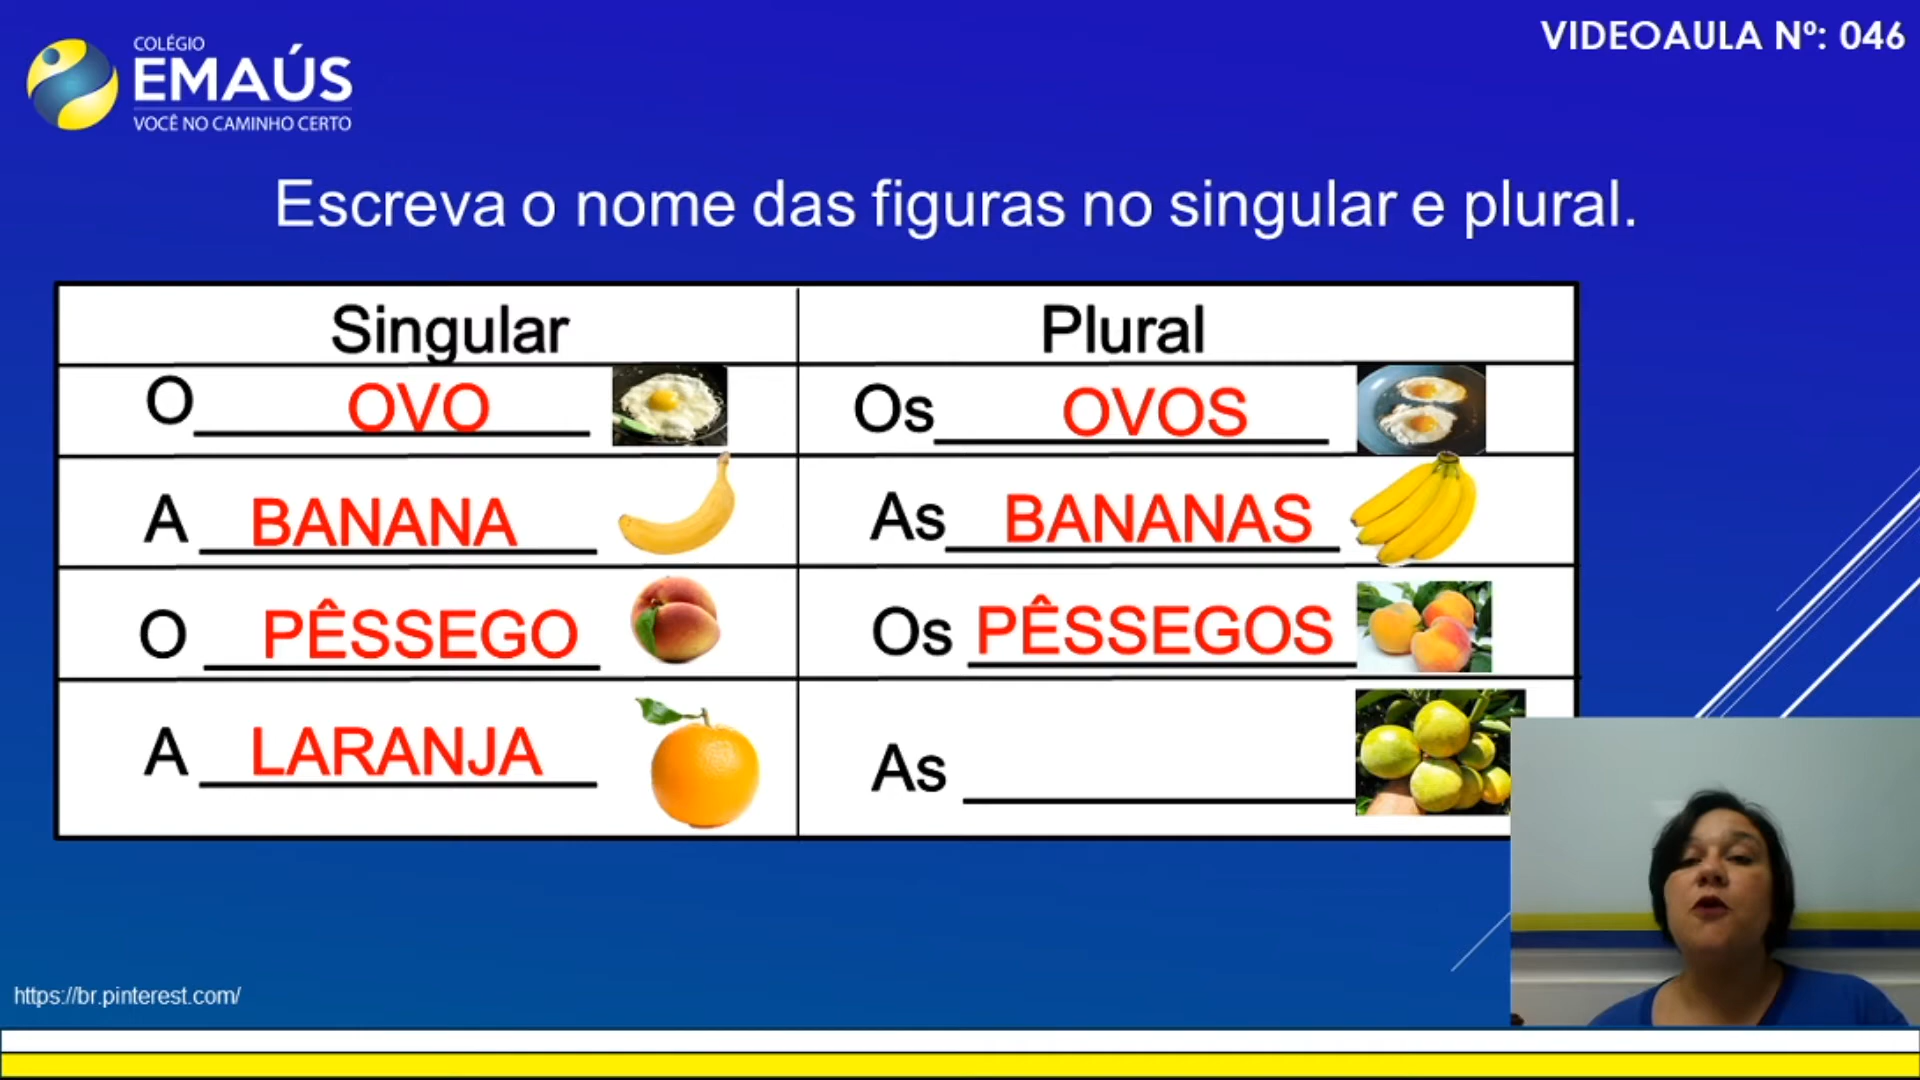 COLÉGIO
EMAÚS
VOCÊ NO CAMINHO CERTO
VIDEOAULA Nº: 046
Escreva o nome das figuras no singular e plural.
Singular Plural
O OVO Os OVOS
A BANANA As BANANAS
O PÊSSEGO Os PÊSSEGOS
A LARANJA As
https://br.pinterest.com/